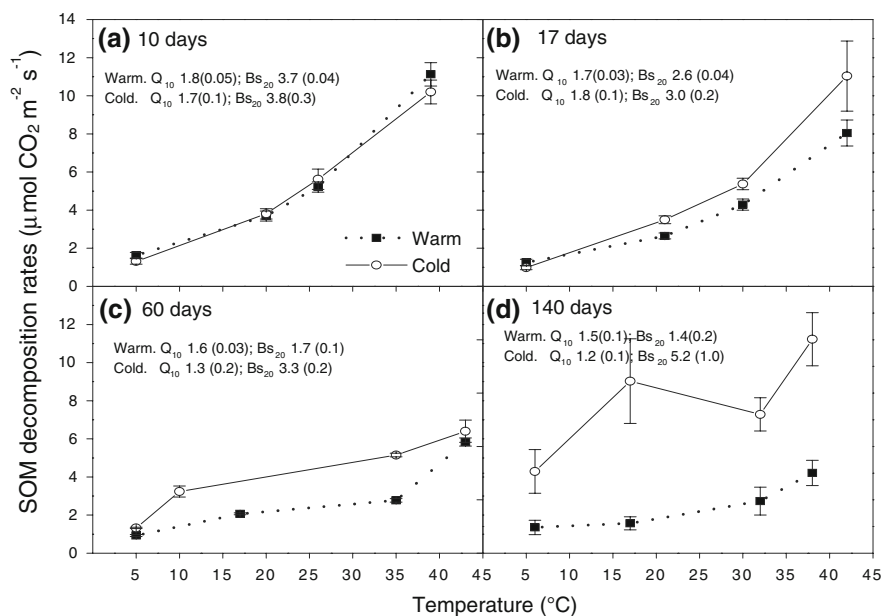 SOM decomposition rates (μmol CO₂ m⁻² s⁻¹)
14
12
10
8
6
4
2
0
(a) 10 days
Warm. Q₁₀ 1.8(0.05); Bs₂₀ 3.7 (0.04)
Cold. Q₁₀ 1.7(0.1); Bs₂₀ 3.8(0.3)
Warm
Cold
(b) 17 days
Warm. Q₁₀ 1.7(0.03); Bs₂₀ 2.6 (0.04)
Cold. Q₁₀ 1.8 (0.1); Bs₂₀ 3.0 (0.2)
12
10
8
6
4
2
0
(c) 60 days
Warm. Q₁₀ 1.6 (0.03); Bs₂₀ 1.7 (0.1)
Cold. Q₁₀ 1.3 (0.2); Bs₂₀ 3.3 (0.2)
(d) 140 days
Warm. Q₁₀ 1.5(0.1); Bs₂₀ 1.4(0.2)
Cold. Q₁₀ 1.2 (0.1); Bs₂₀ 5.2 (1.0)
5 10 20 25 30 35 40 45 5 10 15 20 25 30 35 40 45
Temperature (°C)